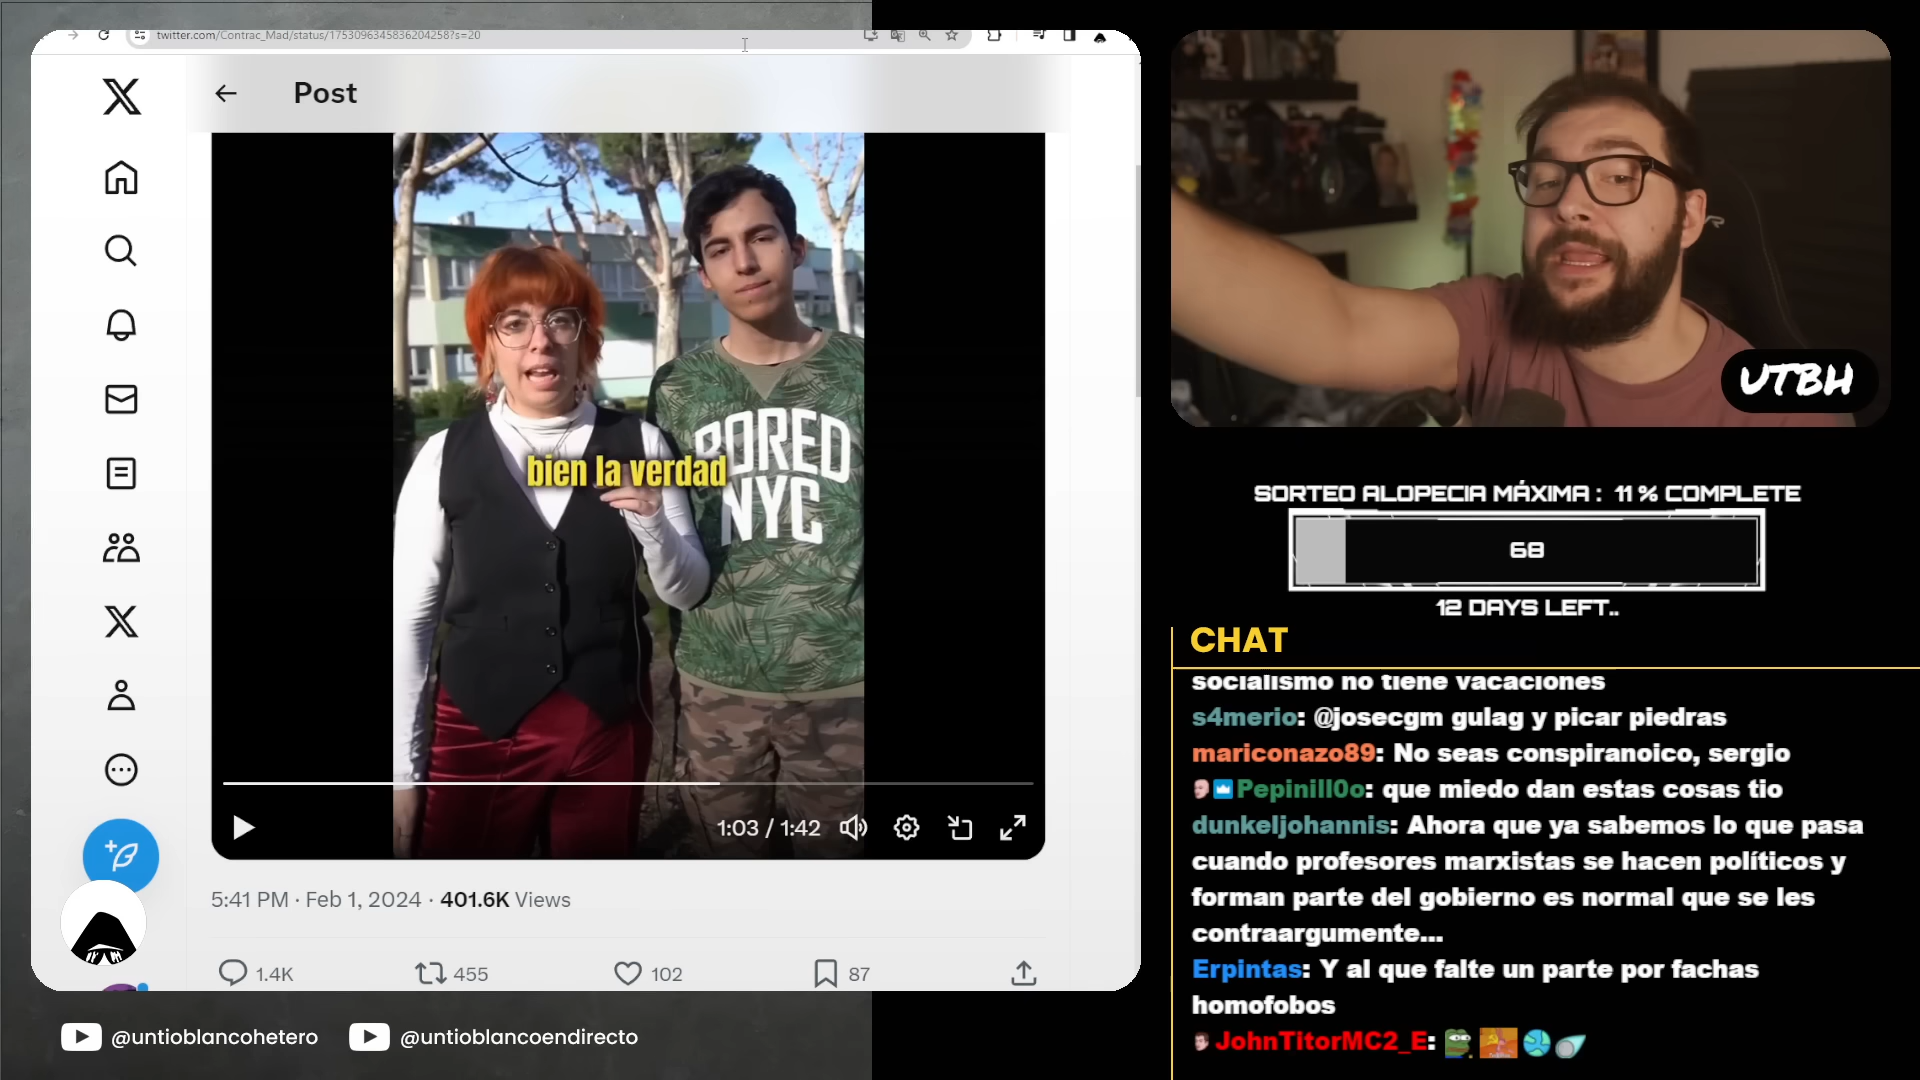 twitter.com/Contrac_Mad/status/1753096345836204258?s=20
Post
BORED
NYC
bien la verdad
1:03 / 1:42
5:41 PM · Feb 1, 2024 · 401.6K Views
1.4K
455
102
87
@untioblancohetero
@untioblancoendirecto
UTBH
SORTEO ALOPECIA MÁXIMA : 11 % COMPLETE
68
12 DAYS LEFT..
CHAT
socialismo no tiene vacaciones
s4merio: @josecgm gulag y picar piedras
mariconazo89: No seas conspiranoico, sergio
Pepinill0o: que miedo dan estas cosas tio
dunkeljohannis: Ahora que ya sabemos lo que pasa
cuando profesores marxistas se hacen políticos y
forman parte del gobierno es normal que se les
contraargumente...
Erpintas: Y al que falte un parte por fachas
homofobos
JohnTItorMC2_E: